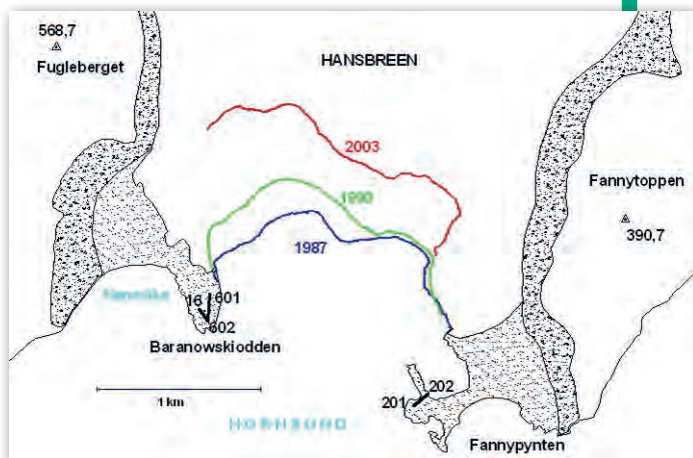 568,7
Fugleberget
HANSBREEN
2003
1990
1987
Fannytoppen
390,7
16
601
602
Baranowskiodden
1 km
201
202
HORNSUND
Fannypynten